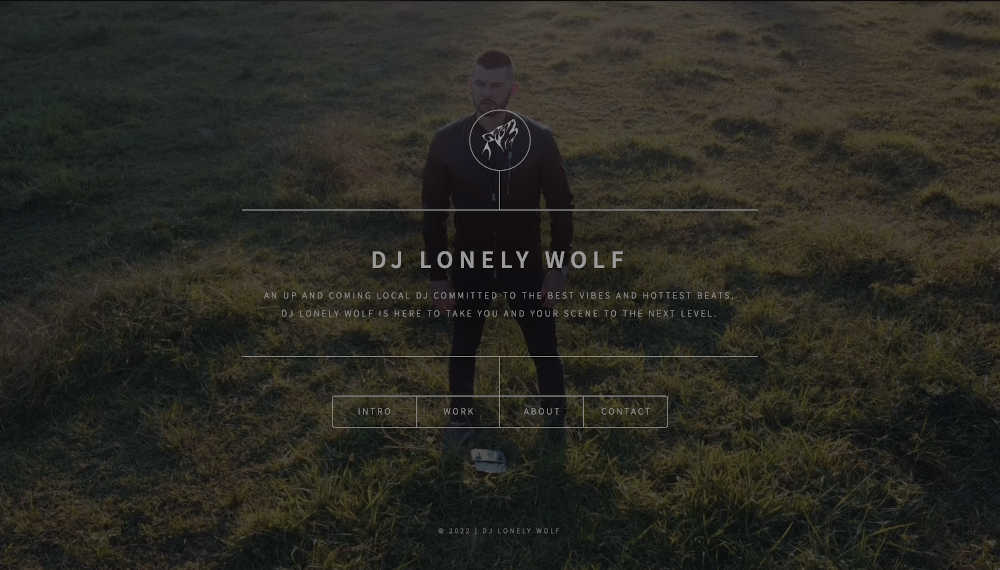 DJ LONELY WOLF
AN UP AND COMING LOCAL DJ COMMITTED TO THE BEST VIBES AND HOTTEST BEATS,
DJ LONELY WOLF IS HERE TO TAKE YOU AND YOUR SCENE TO THE NEXT LEVEL.
INTRO WORK ABOUT CONTACT
© 2022 | DJ LONELY WOLF